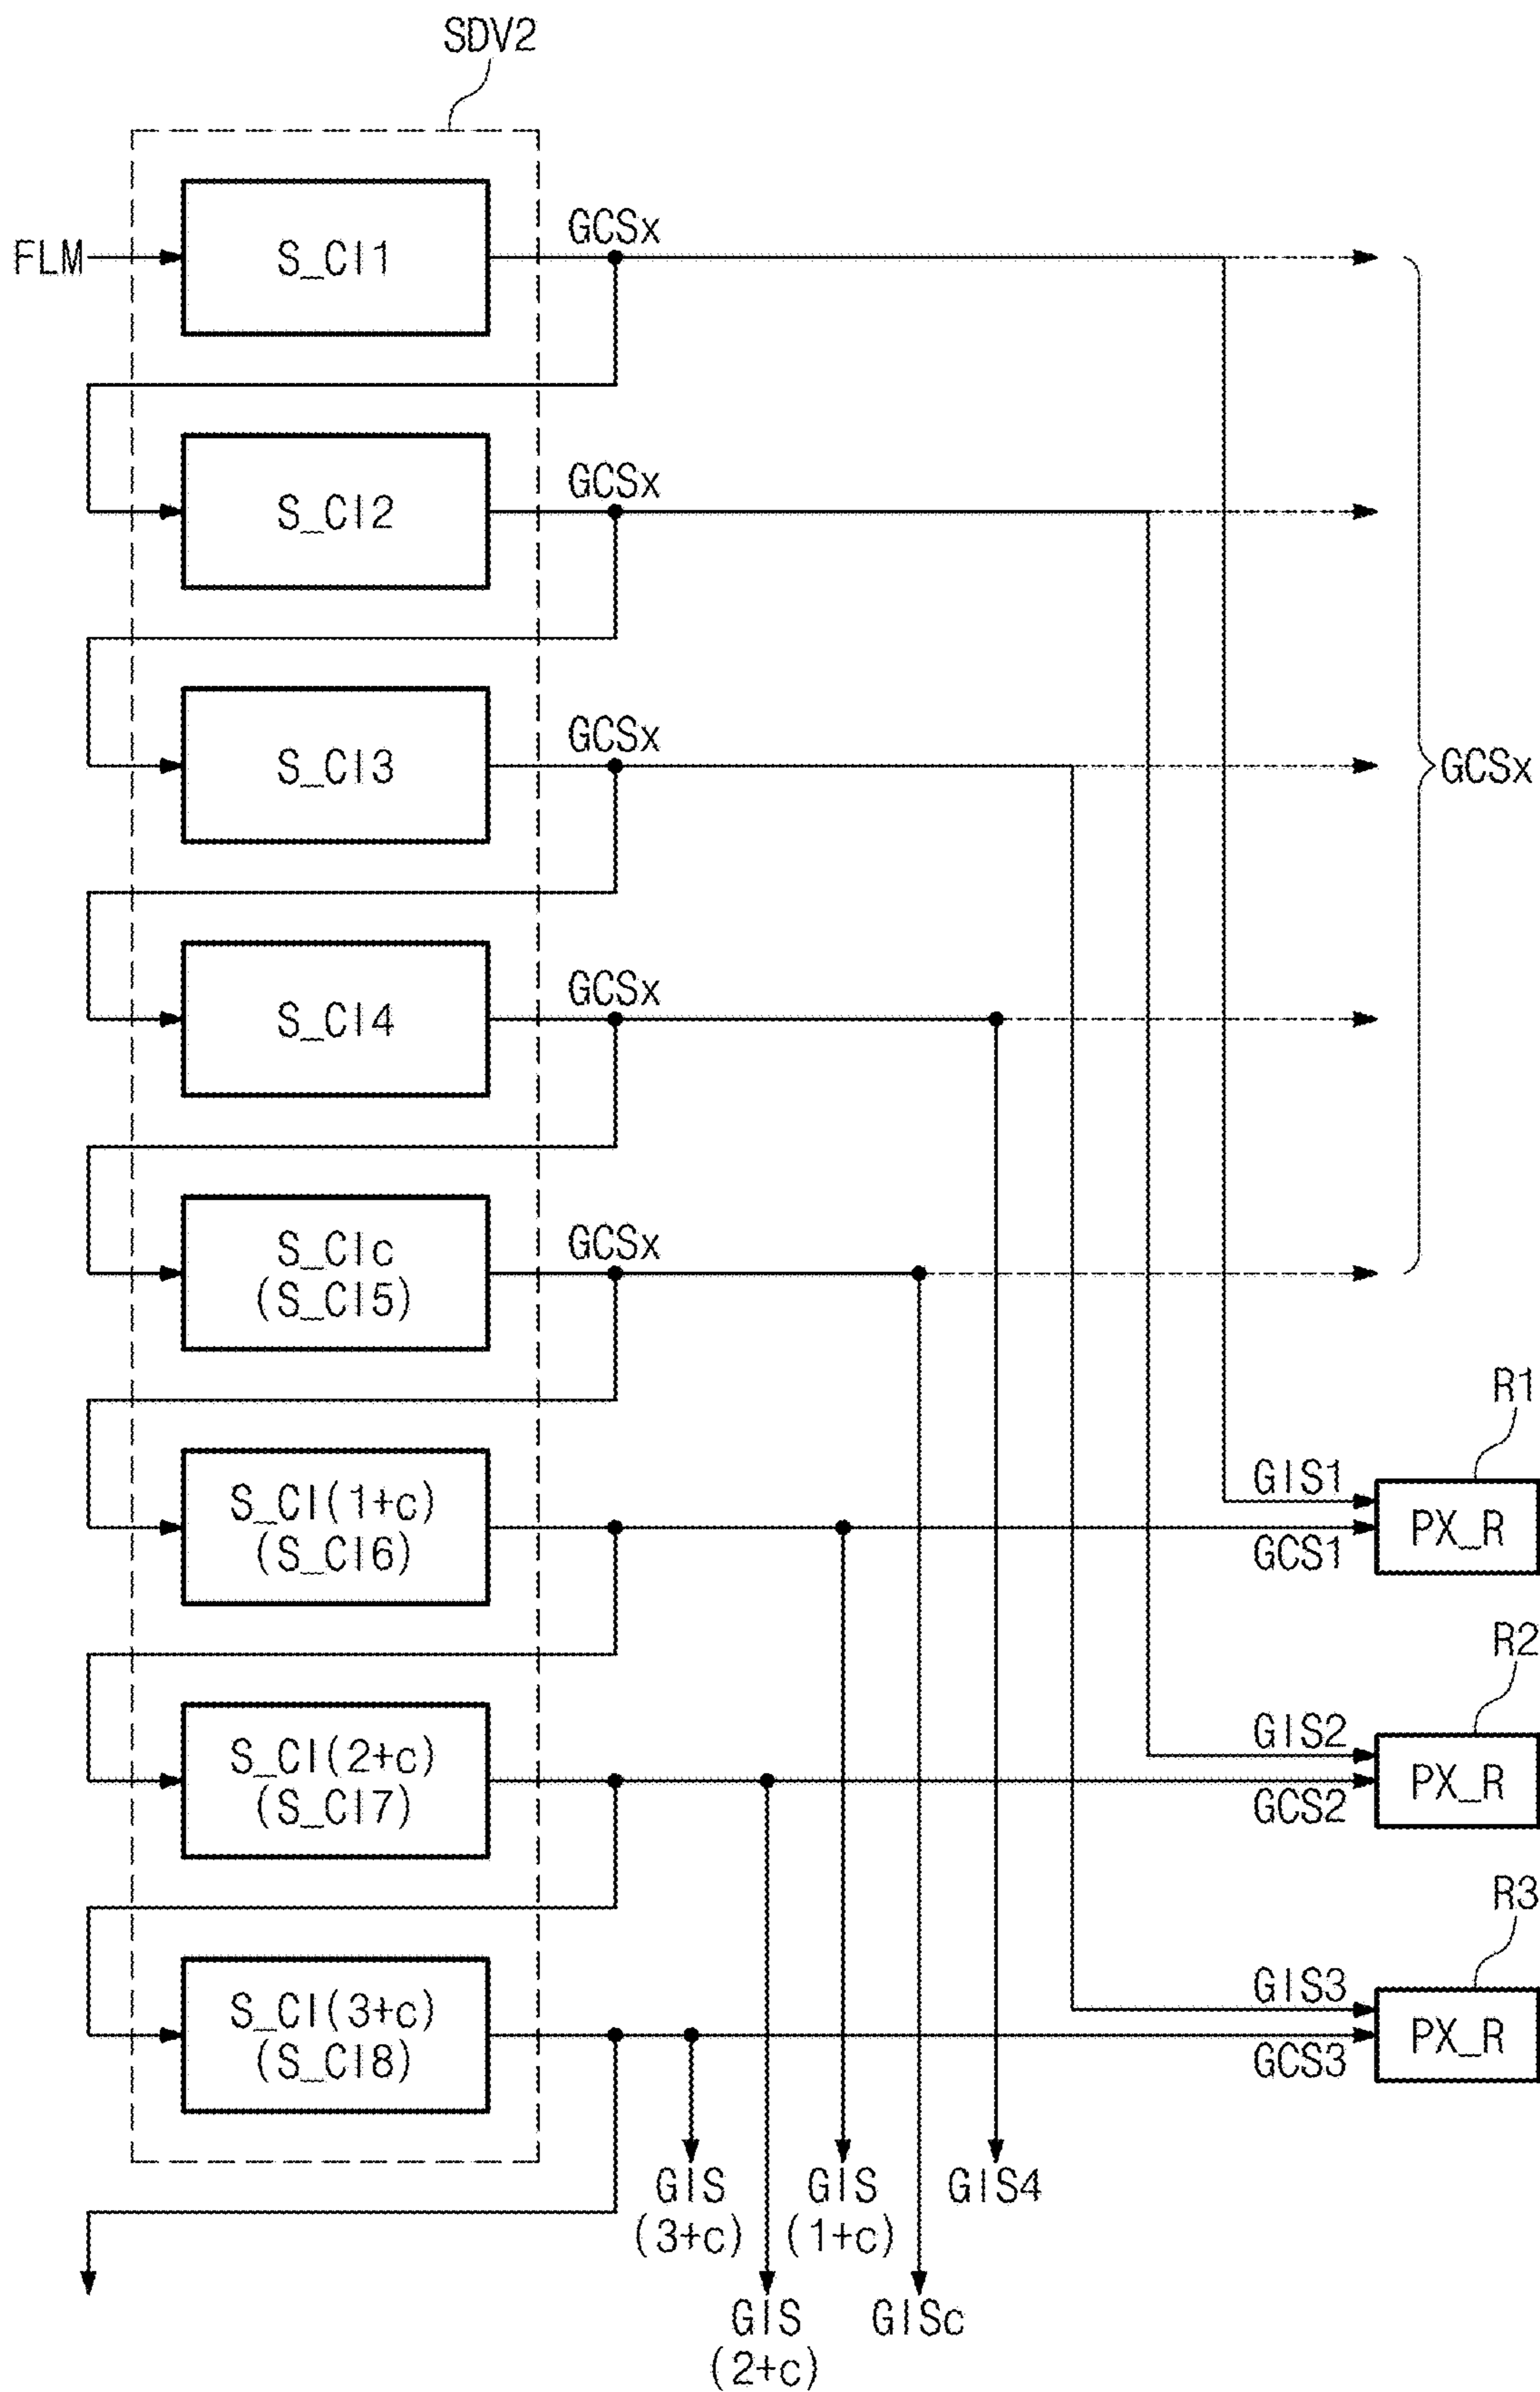 SDV2
FLM
S_CI1
GCSx
S_CI2
GCSx
S_CI3
GCSx
GCSx
S_CI4
GCSx
S_CIc
(S_CI5)
GCSx
R1
S_CI(1+c)
(S_CI6)
GIS1
GCS1
PX_R
R2
S_CI(2+c)
(S_CI7)
GIS2
GCS2
PX_R
R3
S_CI(3+c)
(S_CI8)
GIS3
GCS3
PX_R
GIS
(3+c)
GIS
(1+c)
GIS4
GIS
(2+c)
GISc